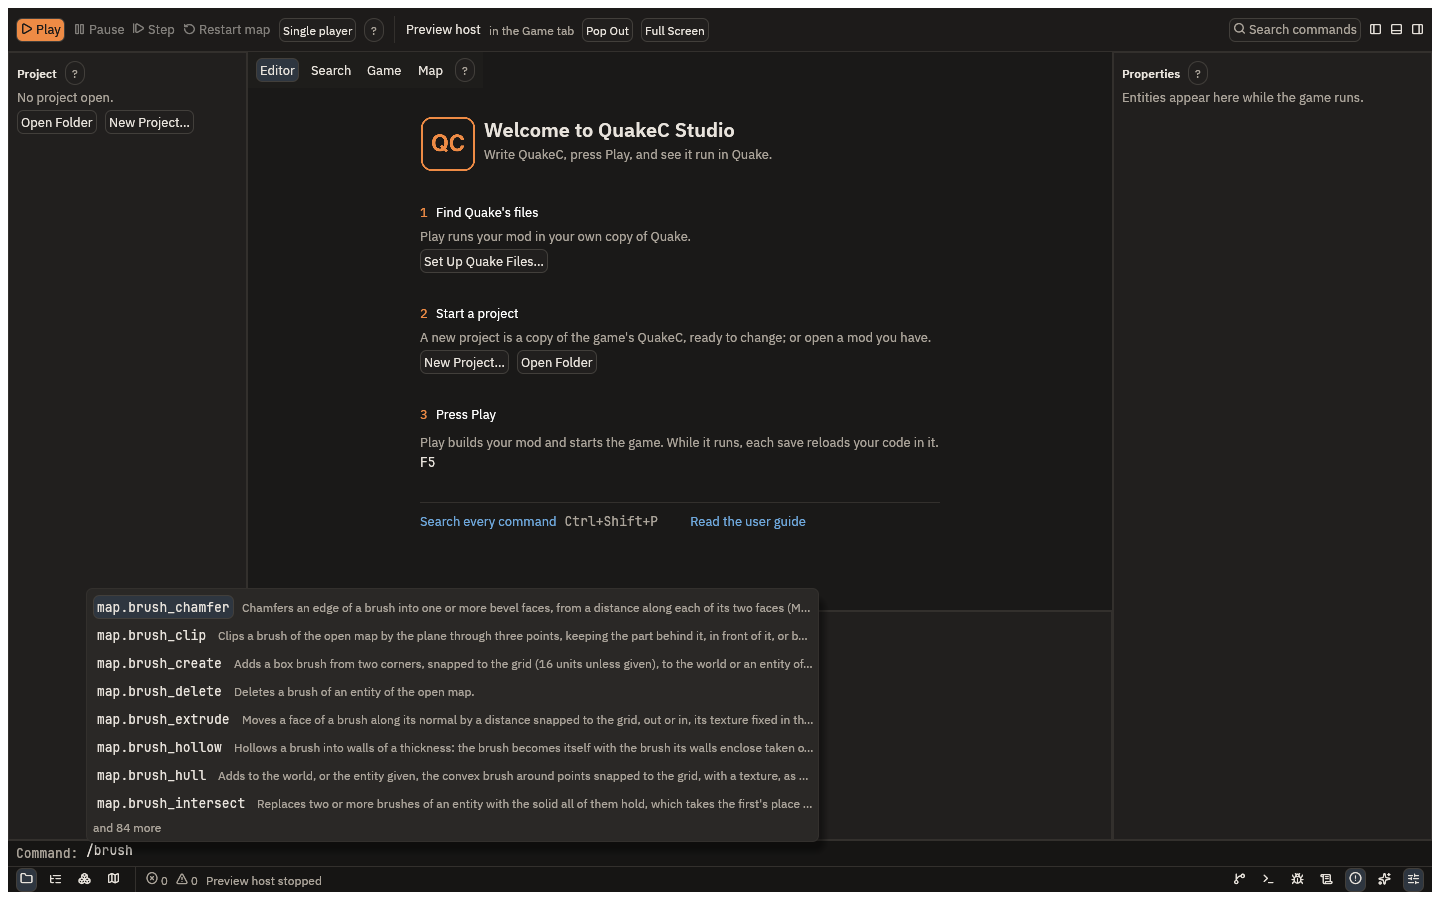 Play Pause Step Restart map Single player ? Preview host in the Game tab Pop Out Full Screen Search commands
Project ?
No project open.
Open Folder New Project...
Editor Search Game Map ?
QC
Welcome to QuakeC Studio
Write QuakeC, press Play, and see it run in Quake.
1 Find Quake's files
Play runs your mod in your own copy of Quake.
Set Up Quake Files...
2 Start a project
A new project is a copy of the game's QuakeC, ready to change; or open a mod you have.
New Project... Open Folder
3 Press Play
Play builds your mod and starts the game. While it runs, each save reloads your code in it.
F5
Search every command Ctrl+Shift+P Read the user guide
Properties ?
Entities appear here while the game runs.
map.brush_chamfer Chamfers an edge of a brush into one or more bevel faces, from a distance along each of its two faces (M...
map.brush_clip Clips a brush of the open map by the plane through three points, keeping the part behind it, in front of it, or b...
map.brush_create Adds a box brush from two corners, snapped to the grid (16 units unless given), to the world or an entity of...
map.brush_delete Deletes a brush of an entity of the open map.
map.brush_extrude Moves a face of a brush along its normal by a distance snapped to the grid, out or in, its texture fixed in th...
map.brush_hollow Hollows a brush into walls of a thickness: the brush becomes itself with the brush its walls enclose taken o...
map.brush_hull Adds to the world, or the entity given, the convex brush around points snapped to the grid, with a texture, as ...
map.brush_intersect Replaces two or more brushes of an entity with the solid all of them hold, which takes the first's place ...
and 84 more
Command: /brush
0 0 Preview host stopped